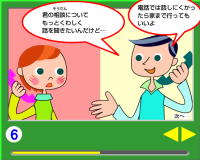 そうだん
君の相談について
もっとくわしく
話を聞きたいんだけど…
電話では話しにくかっ
たら家まで行っても
いいよ
次へ
6